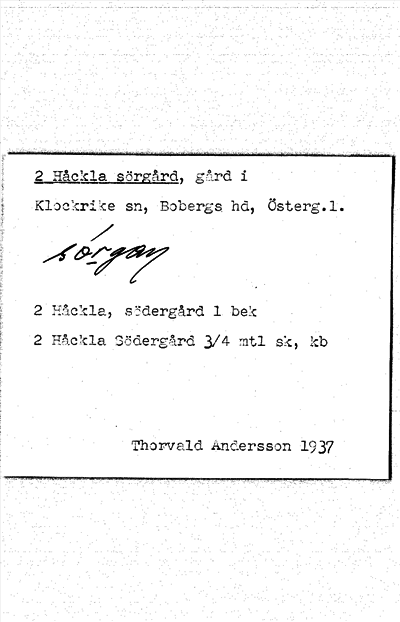 2 Håckla sörgård, gård i
Klockrike sn, Bobergs hd, Österg.l.
sörgaɳ
2 Håckla, södergård 1 bek
2 Håckla Södergård 3/4 mtl sk, kb
Thorvald Andersson 1937